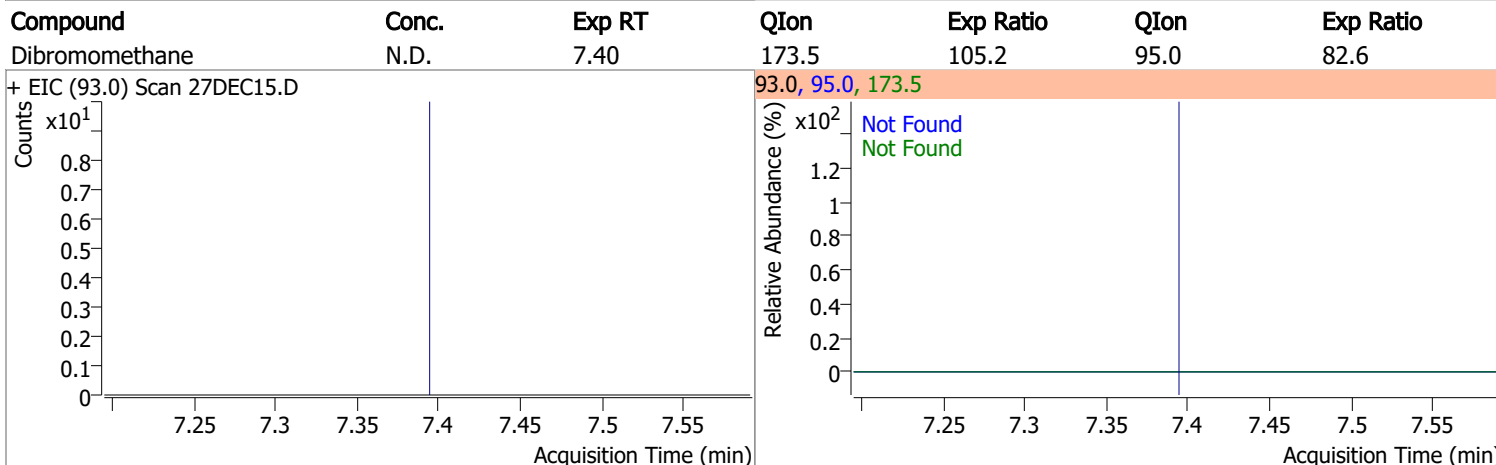 Compound Conc. Exp RT QIon Exp Ratio QIon Exp Ratio
Dibromomethane N.D. 7.40 173.5 105.2 95.0 82.6
+ EIC (93.0) Scan 27DEC15.D
Counts
x10¹
0.8
0.7
0.6
0.5
0.4
0.3
0.2
0.1
0
7.25 7.3 7.35 7.4 7.45 7.5 7.55
Acquisition Time (min)
93.0, 95.0, 173.5
Relative Abundance (%)
x10²
Not Found
Not Found
1.2
1
0.8
0.6
0.4
0.2
0
7.25 7.3 7.35 7.4 7.45 7.5 7.55
Acquisition Time (min)